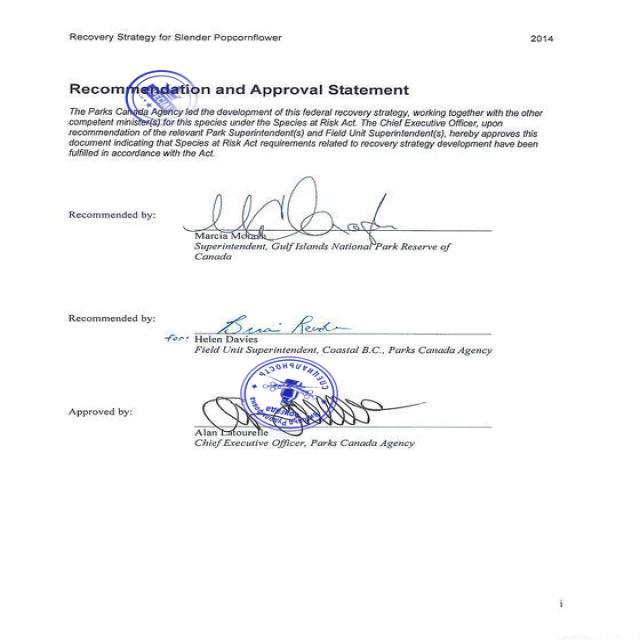 Recovery Strategy for Slender Popcornflower 2014
Recommendation and Approval Statement
The Parks Canada Agency led the development of this federal recovery strategy, working together with the other
competent minister(s) for this species under the Species at Risk Act. The Chief Executive Officer, upon
recommendation of the relevant Park Superintendent(s) and Field Unit Superintendent(s), hereby approves this
document indicating that Species at Risk Act requirements related to recovery strategy development have been
fulfilled in accordance with the Act.
Recommended by:
Marcia Morash
Superintendent, Gulf Islands National Park Reserve of
Canada
Recommended by:
for: Helen Davies
Field Unit Superintendent, Coastal B.C., Parks Canada Agency
СПЕЦИАЛЬНОСТЬ
Approved by:
Alan Latourelle
Chief Executive Officer, Parks Canada Agency
i